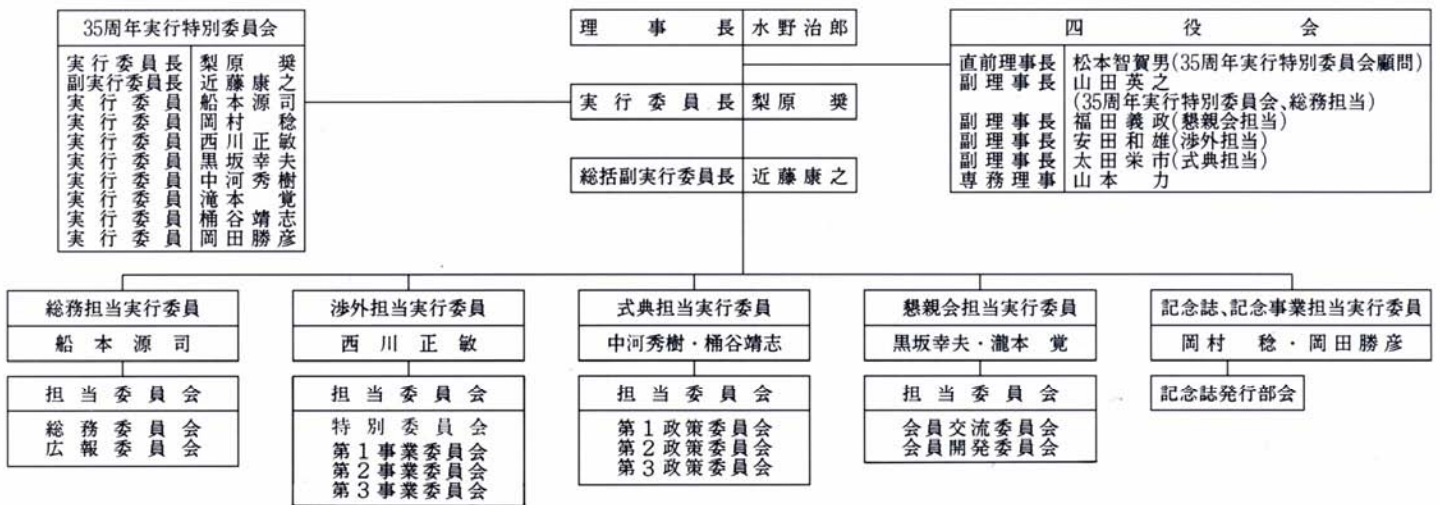 35周年実行特別委員会
実行委員長 梨原 奨
副実行委員長 近藤康之
実行委員 船本源司
実行委員 岡村 稔
実行委員 西川正敏
実行委員 黒坂幸夫
実行委員 中河秀樹
実行委員 滝本 覚
実行委員 桶谷靖志
実行委員 岡田勝彦
理事長 水野治郎
実行委員長 梨原 奨
総括副実行委員長 近藤康之
四役会
直前理事長 松本智賀男(35周年実行特別委員会顧問)
副理事長 山田英之
(35周年実行特別委員会、総務担当)
副理事長 福田義政(懇親会担当)
副理事長 安田和雄(渉外担当)
副理事長 太田栄市(式典担当)
専務理事 山本 力
総務担当実行委員
船本源司
担当委員会
総務委員会
広報委員会
渉外担当実行委員
西川正敏
担当委員会
特別委員会
第1事業委員会
第2事業委員会
第3事業委員会
式典担当実行委員
中河秀樹・桶谷靖志
担当委員会
第1政策委員会
第2政策委員会
第3政策委員会
懇親会担当実行委員
黒坂幸夫・瀧本 覚
担当委員会
会員交流委員会
会員開発委員会
記念誌、記念事業担当実行委員
岡村 稔・岡田勝彦
記念誌発行部会